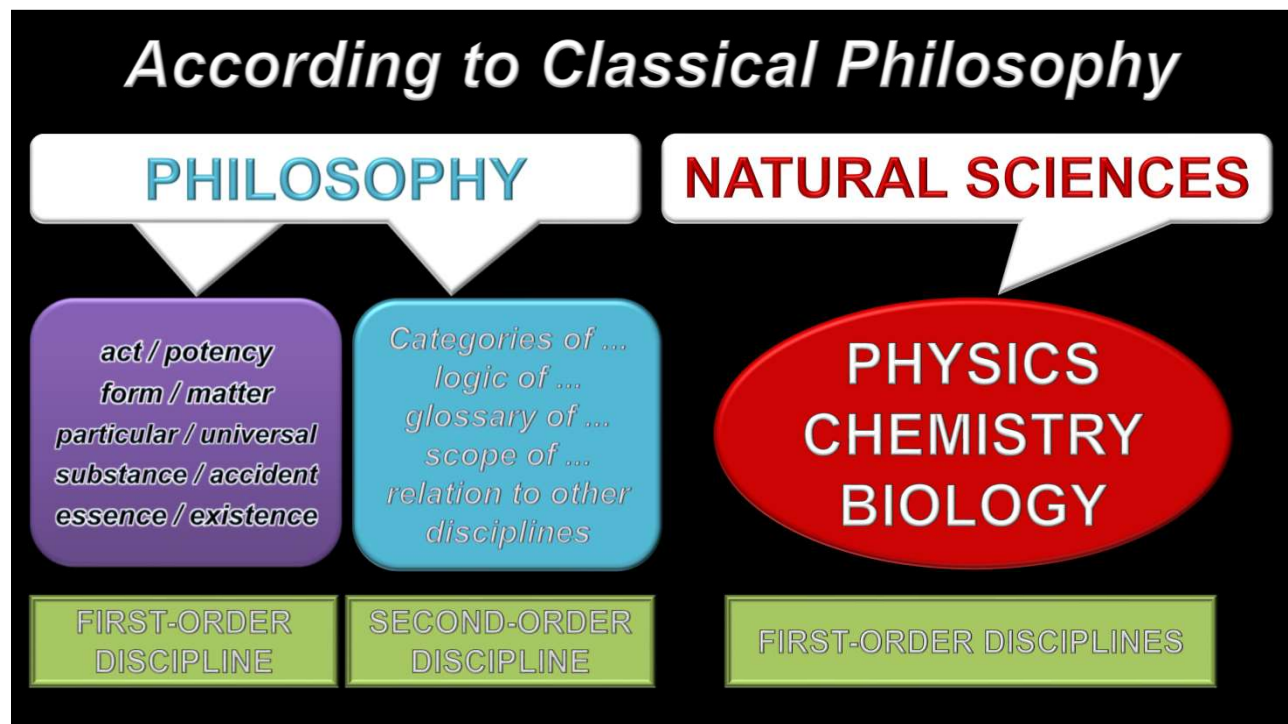 According to Classical Philosophy
PHILOSOPHY
NATURAL SCIENCES
act / potency
form / matter
particular / universal
substance / accident
essence / existence
Categories of ...
logic of ...
glossary of ...
scope of ...
relation to other
disciplines
PHYSICS
CHEMISTRY
BIOLOGY
FIRST-ORDER
DISCIPLINE
SECOND-ORDER
DISCIPLINE
FIRST-ORDER DISCIPLINES